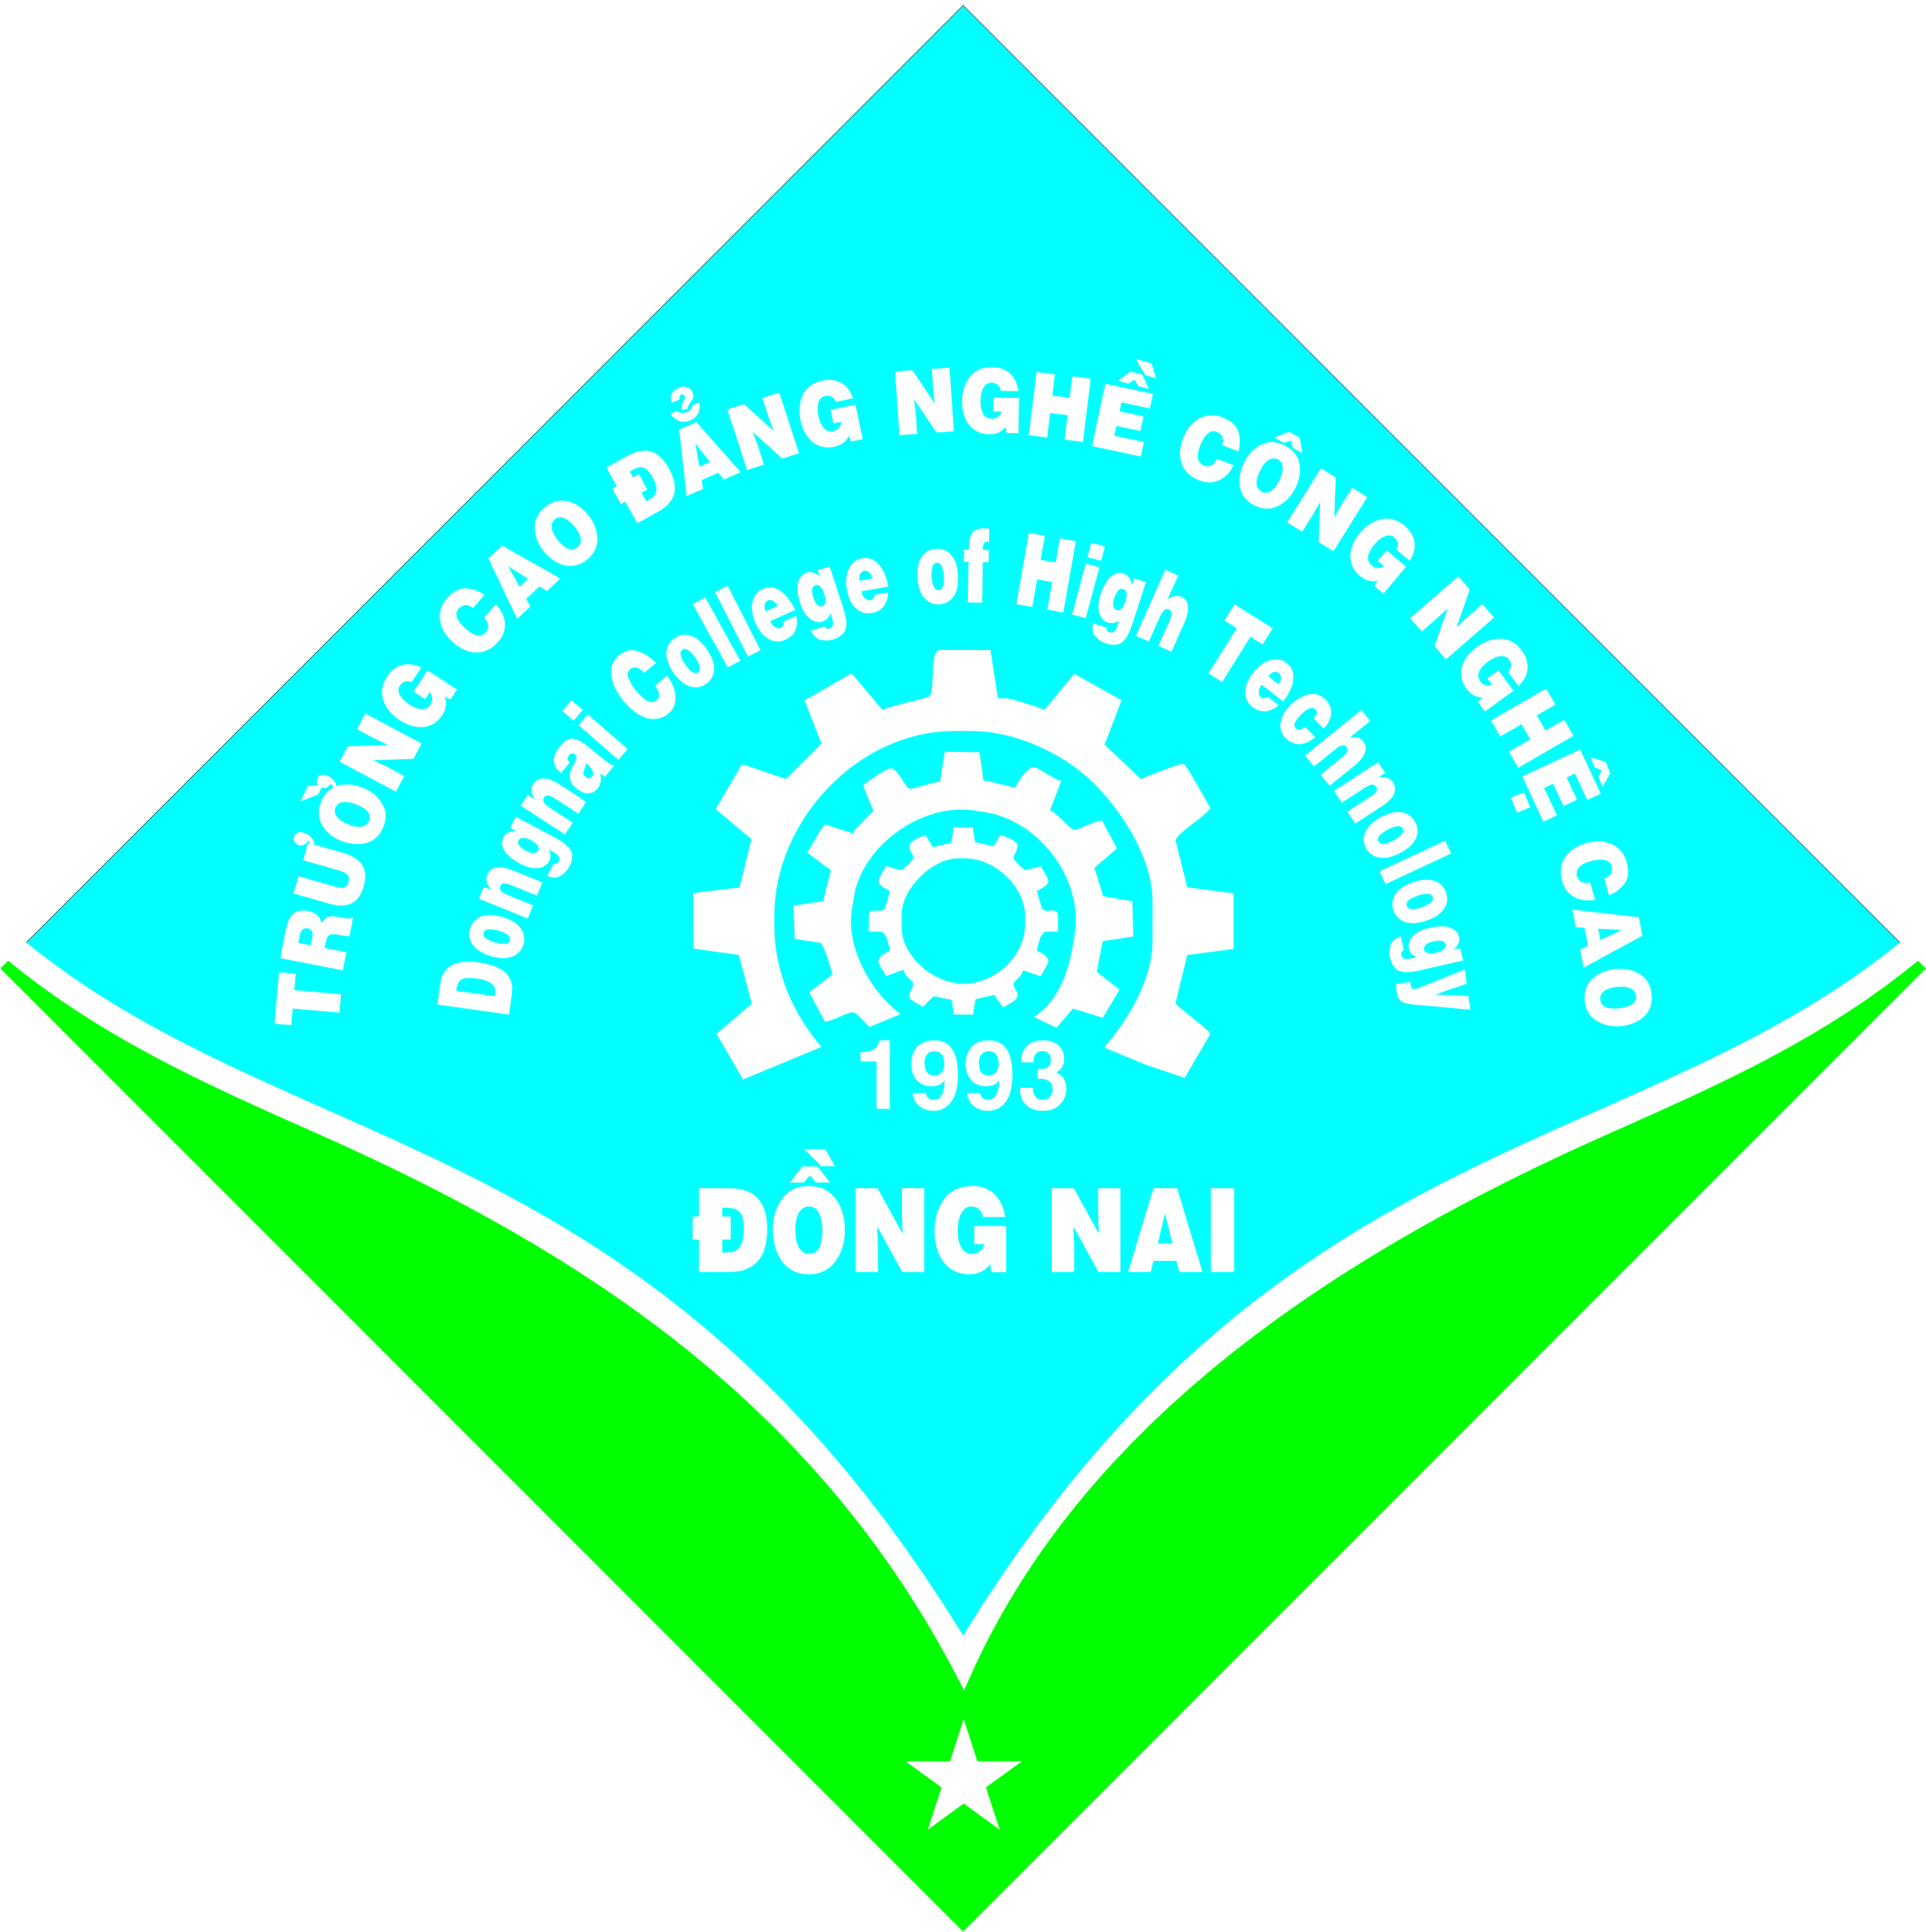 TRƯỜNG CAO ĐẲNG NGHỀ CÔNG NGHỆ CAO
Dongnai College of High Technology
1993
ĐỒNG NAI